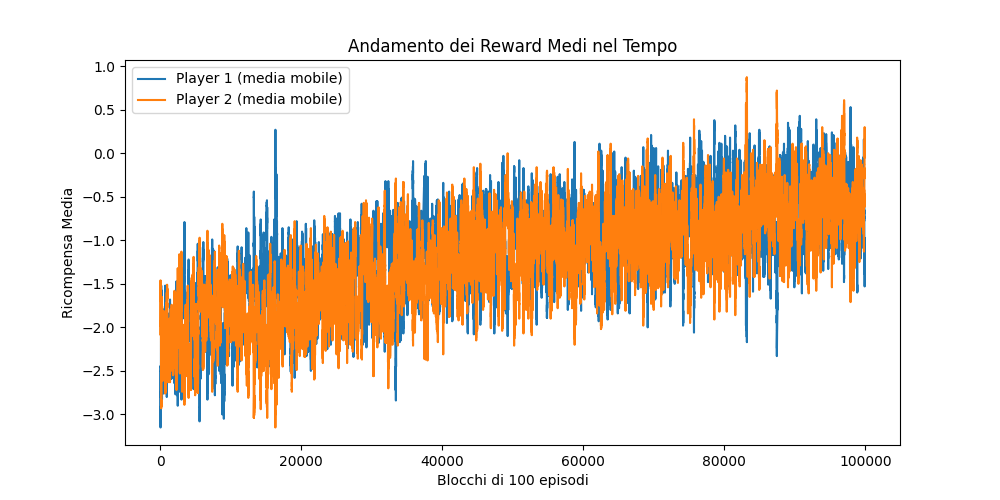 Andamento dei Reward Medi nel Tempo
Player 1 (media mobile)
Player 2 (media mobile)
Ricompensa Media
1.0
0.5
0.0
−0.5
−1.0
−1.5
−2.0
−2.5
−3.0
0 20000 40000 60000 80000 100000
Blocchi di 100 episodi